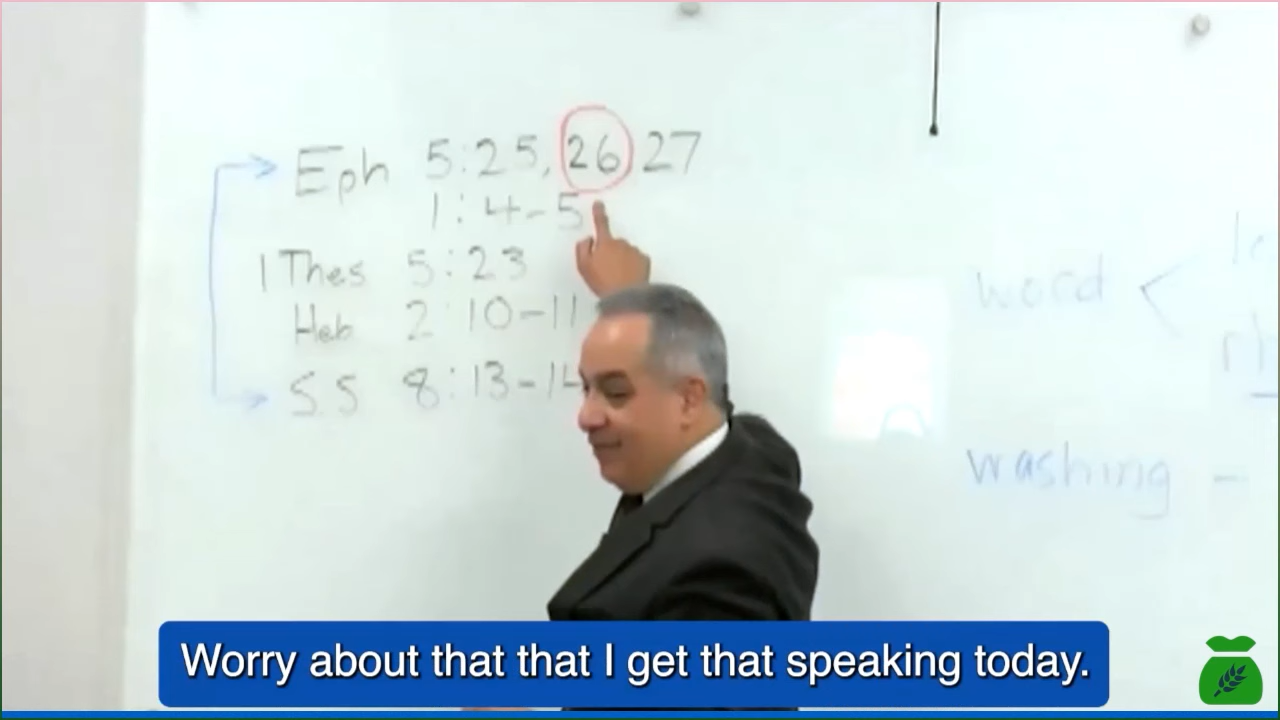 Eph 5:25, 26 27
1:4-5
1 Thes 5:23
Heb 2:10-11
S.S 8:13-14
word <
washing -
Worry about that that I get that speaking today.